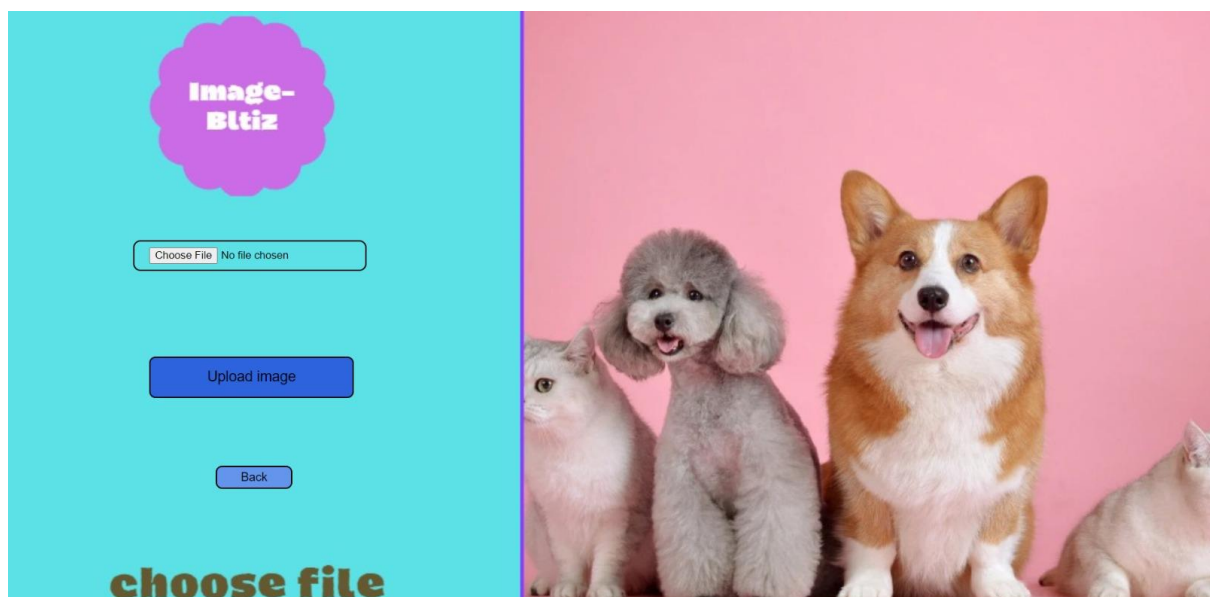 Image-
Bltiz
Choose File No file chosen
Upload image
Back
choose file